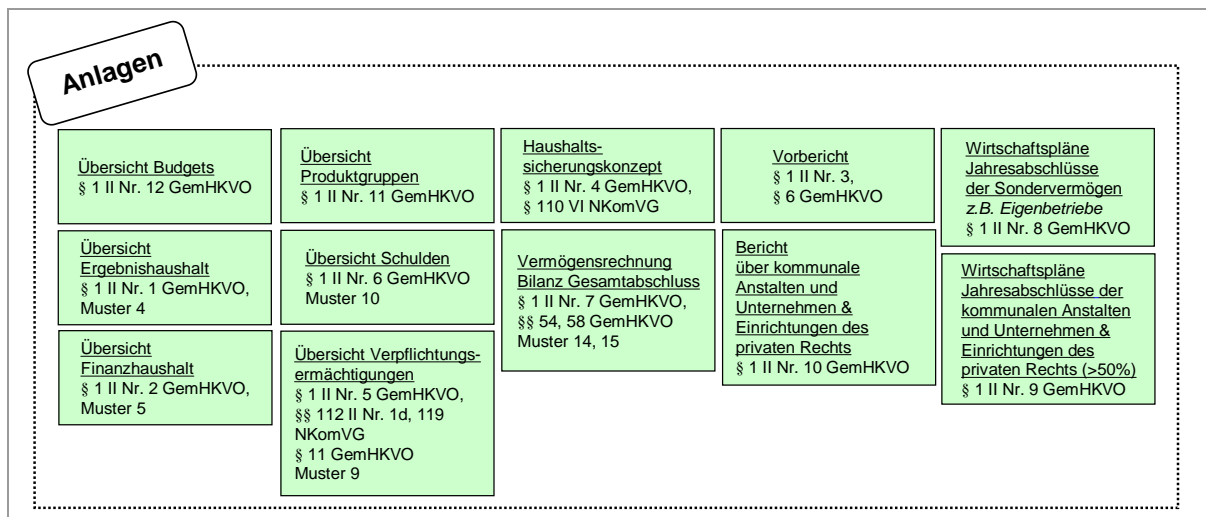 Anlagen
Übersicht Budgets
§ 1 II Nr. 12 GemHKVO
Übersicht
Ergebnishaushalt
§ 1 II Nr. 1 GemHKVO,
Muster 4
Übersicht
Finanzhaushalt
§ 1 II Nr. 2 GemHKVO,
Muster 5
Übersicht
Produktgruppen
§ 1 II Nr. 11 GemHKVO
Übersicht Schulden
§ 1 II Nr. 6 GemHKVO
Muster 10
Übersicht Verpflichtungs-
ermächtigungen
§ 1 II Nr. 5 GemHKVO,
§§ 112 II Nr. 1d, 119
NKomVG
§ 11 GemHKVO
Muster 9
Haushalts-
sicherungskonzept
§ 1 II Nr. 4 GemHKVO,
§ 110 VI NKomVG
Vermögensrechnung
Bilanz Gesamtabschluss
§ 1 II Nr. 7 GemHKVO,
§§ 54, 58 GemHKVO
Muster 14, 15
Vorbericht
§ 1 II Nr. 3,
§ 6 GemHKVO
Bericht
über kommunale
Anstalten und
Unternehmen &
Einrichtungen des
privaten Rechts
§ 1 II Nr. 10 GemHKVO
Wirtschaftspläne
Jahresabschlüsse
der Sondervermögen
z.B. Eigenbetriebe
§ 1 II Nr. 8 GemHKVO
Wirtschaftspläne
Jahresabschlüsse der
kommunalen Anstalten
und Unternehmen &
Einrichtungen des
privaten Rechts (>50%)
§ 1 II Nr. 9 GemHKVO